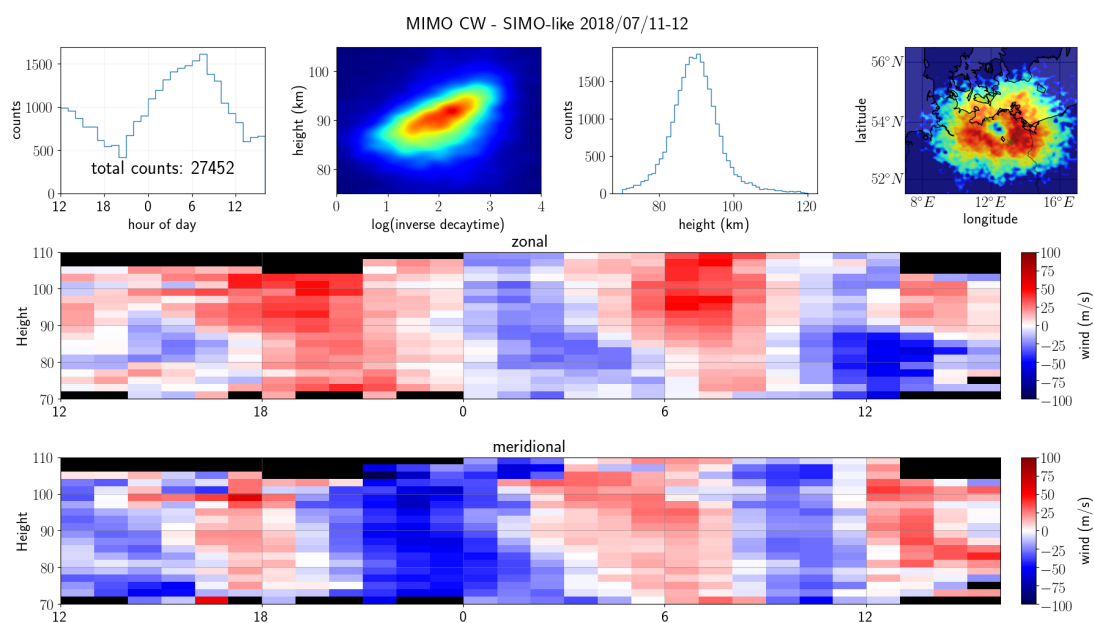 MIMO CW - SIMO-like 2018/07/11-12
counts
1500
1000
500
0
total counts: 27452
12 18 0 6 12
hour of day
height (km)
100
90
80
0 1 2 3 4
log(inverse decaytime)
counts
1500
1000
500
0
80 100 120
height (km)
latitude
56°N
54°N
52°N
8°E 12°E 16°E
longitude
zonal
Height
110
100
90
80
70
12 18 0 6 12
100
75
50
25
0
−25
−50
−75
−100
wind (m/s)
meridional
Height
110
100
90
80
70
12 18 0 6 12
100
75
50
25
0
−25
−50
−75
−100
wind (m/s)